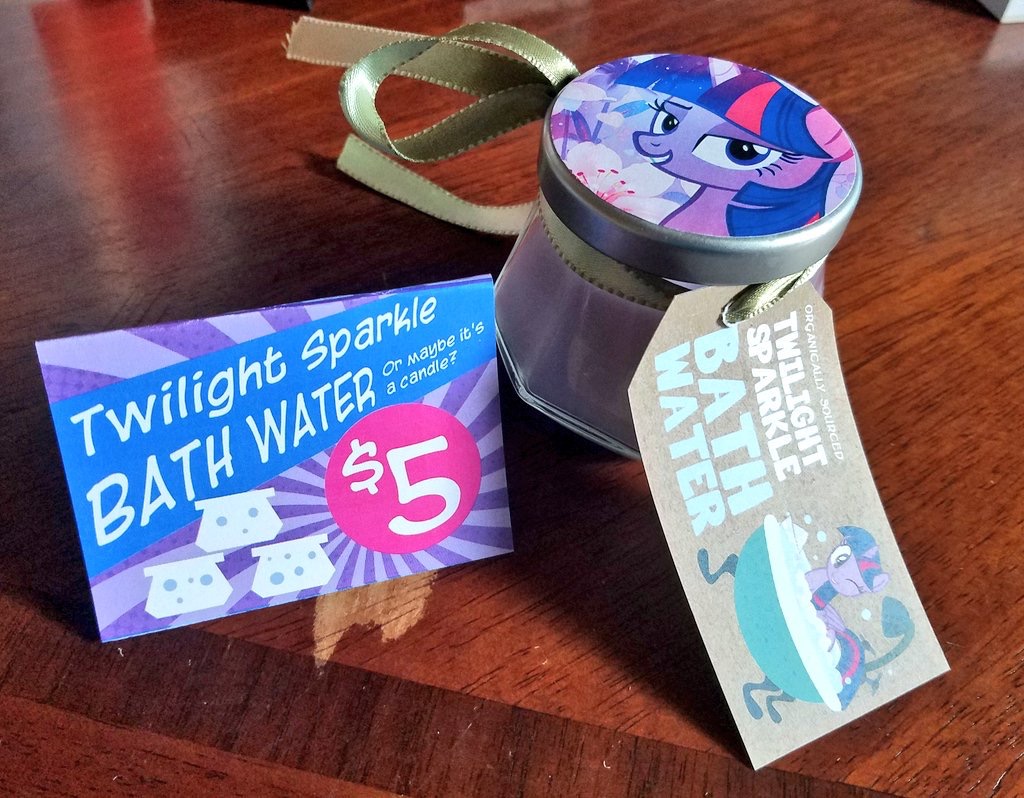 Twilight Sparkle
BATH WATER
Or maybe it's
a candle?
$5
ORGANICALLY SOURCED
TWILIGHT
SPARKLE
BATH
WATER